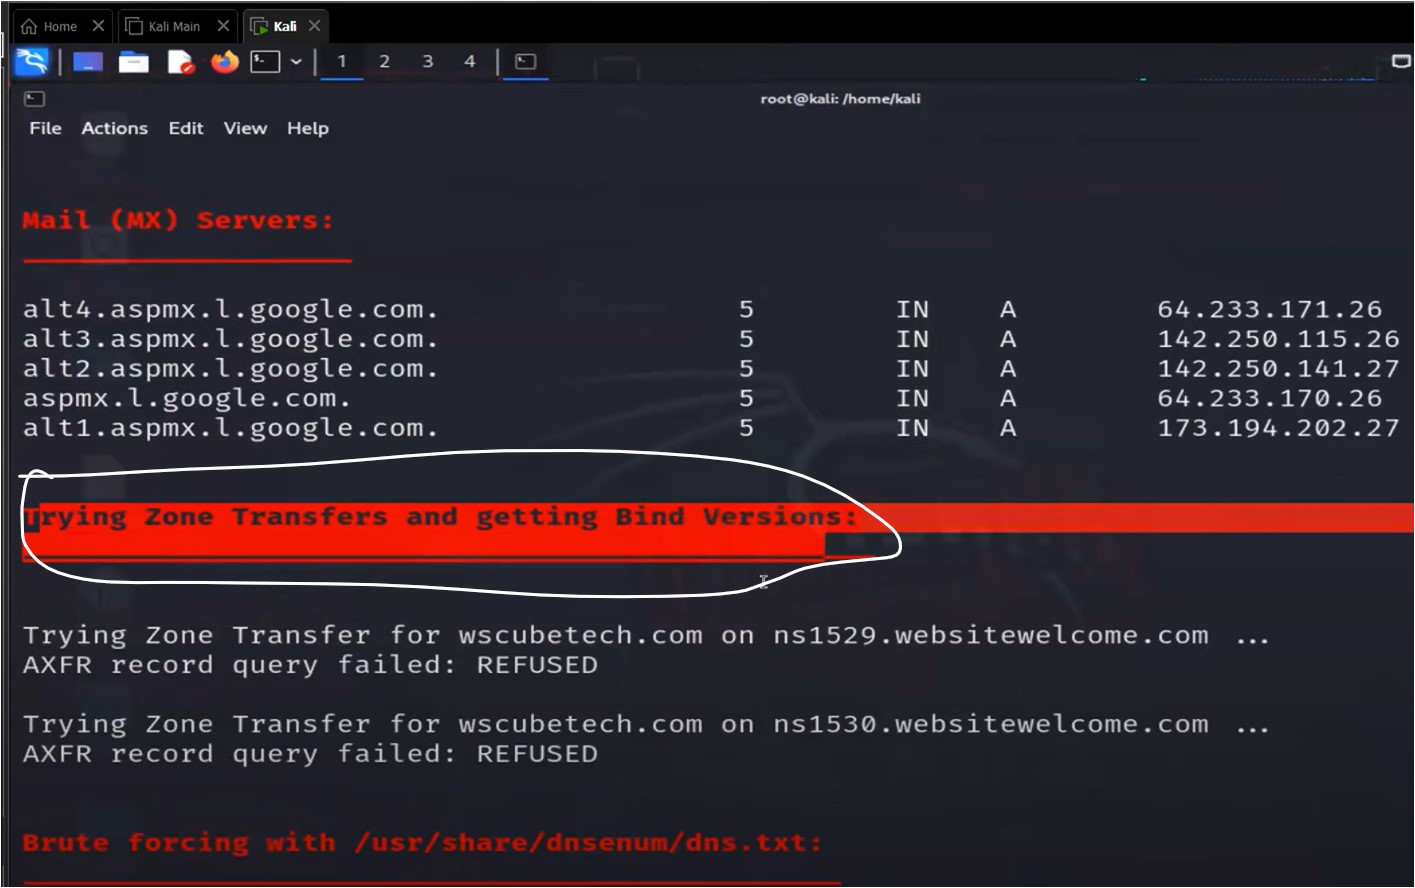 Home Kali Main Kali
1 2 3 4
root@kali: /home/kali
File Actions Edit View Help
Mail (MX) Servers:
alt4.aspmx.l.google.com. 5 IN A 64.233.171.26
alt3.aspmx.l.google.com. 5 IN A 142.250.115.26
alt2.aspmx.l.google.com. 5 IN A 142.250.141.27
aspmx.l.google.com. 5 IN A 64.233.170.26
alt1.aspmx.l.google.com. 5 IN A 173.194.202.27
Trying Zone Transfers and getting Bind Versions:
Trying Zone Transfer for wscubetech.com on ns1529.websitewelcome.com ...
AXFR record query failed: REFUSED
Trying Zone Transfer for wscubetech.com on ns1530.websitewelcome.com ...
AXFR record query failed: REFUSED
Brute forcing with /usr/share/dnsenum/dns.txt: